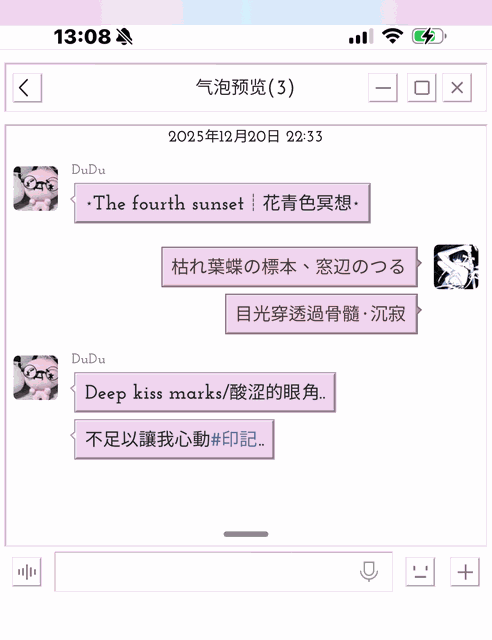 13:08
气泡预览(3)
2025年12月20日 22:33
DuDu
·The fourth sunset┊花青色冥想·
枯れ葉蝶の標本、窓辺のつる
目光穿透過骨髓·沉寂
DuDu
Deep kiss marks/酸涩的眼角..
不足以讓我心動#印記..